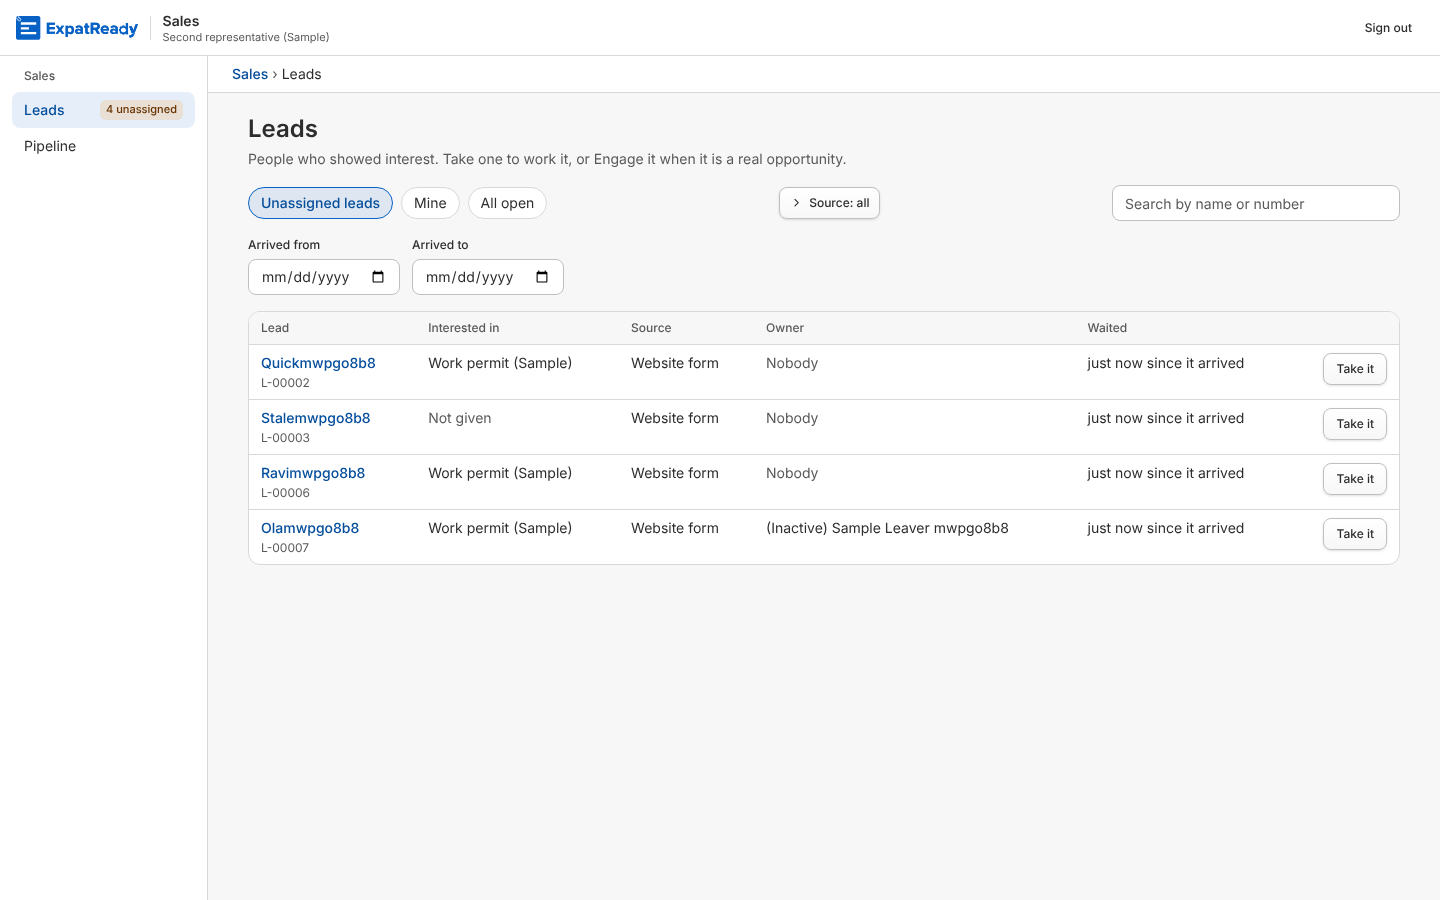 ExpatReady
Sales
Second representative (Sample)
Sign out
Sales
Leads 4 unassigned
Pipeline
Sales › Leads
Leads
People who showed interest. Take one to work it, or Engage it when it is a real opportunity.
Unassigned leads Mine All open Source: all Search by name or number
Arrived from Arrived to
mm/dd/yyyy mm/dd/yyyy
Lead Interested in Source Owner Waited
Quickmwpgo8b8 Work permit (Sample) Website form Nobody just now since it arrived Take it
L-00002
Stalemwpgo8b8 Not given Website form Nobody just now since it arrived Take it
L-00003
Ravimwpgo8b8 Work permit (Sample) Website form Nobody just now since it arrived Take it
L-00006
Olamwpgo8b8 Work permit (Sample) Website form (Inactive) Sample Leaver mwpgo8b8 just now since it arrived Take it
L-00007